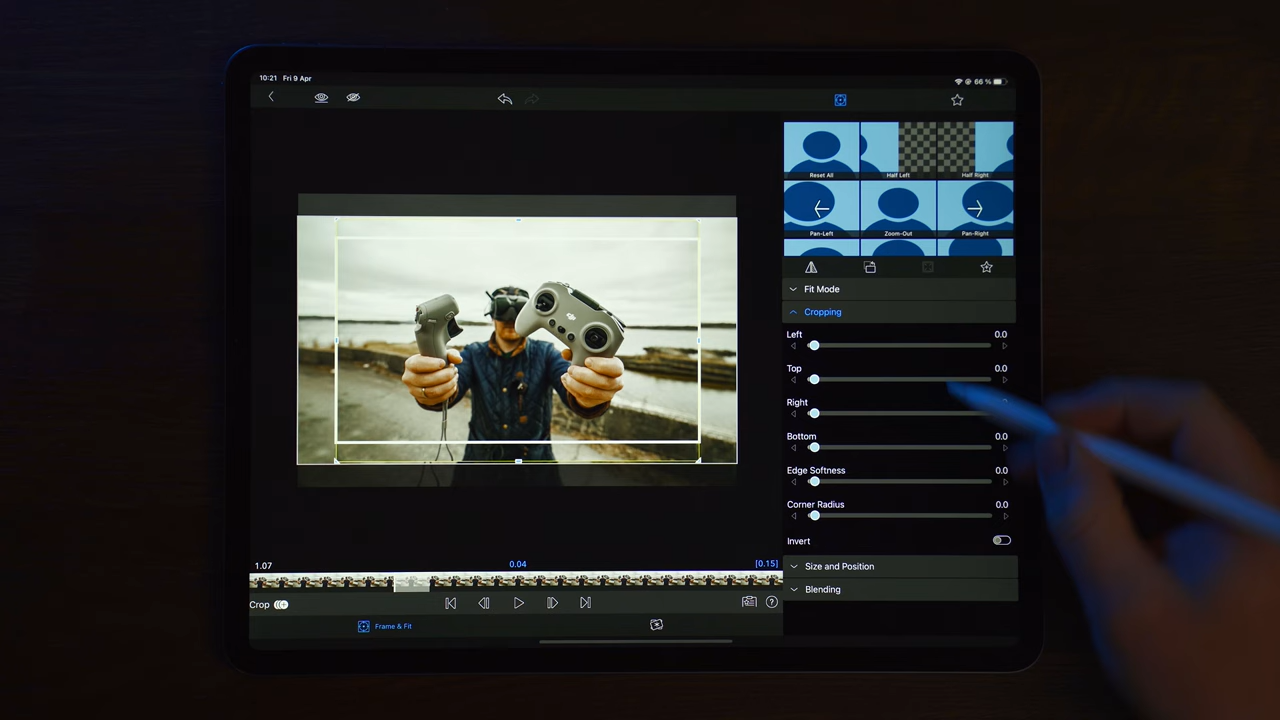 10:21 Fri 9 Apr
66 %
Reset All
Half Left
Half Right
Pan-Left
Zoom-Out
Pan-Right
Fit Mode
Cropping
Left 0.0
Top 0.0
Right
Bottom 0.0
Edge Softness 0.0
Corner Radius 0.0
Invert
Size and Position
Blending
1.07 0.04 [0.15]
Crop
Frame & Fit
dji